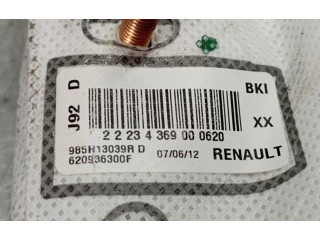 J92 D
BKI
XX
2 2 23 4 369 00 0620
985H13039R D
07/06/12
RENAULT
620936300F